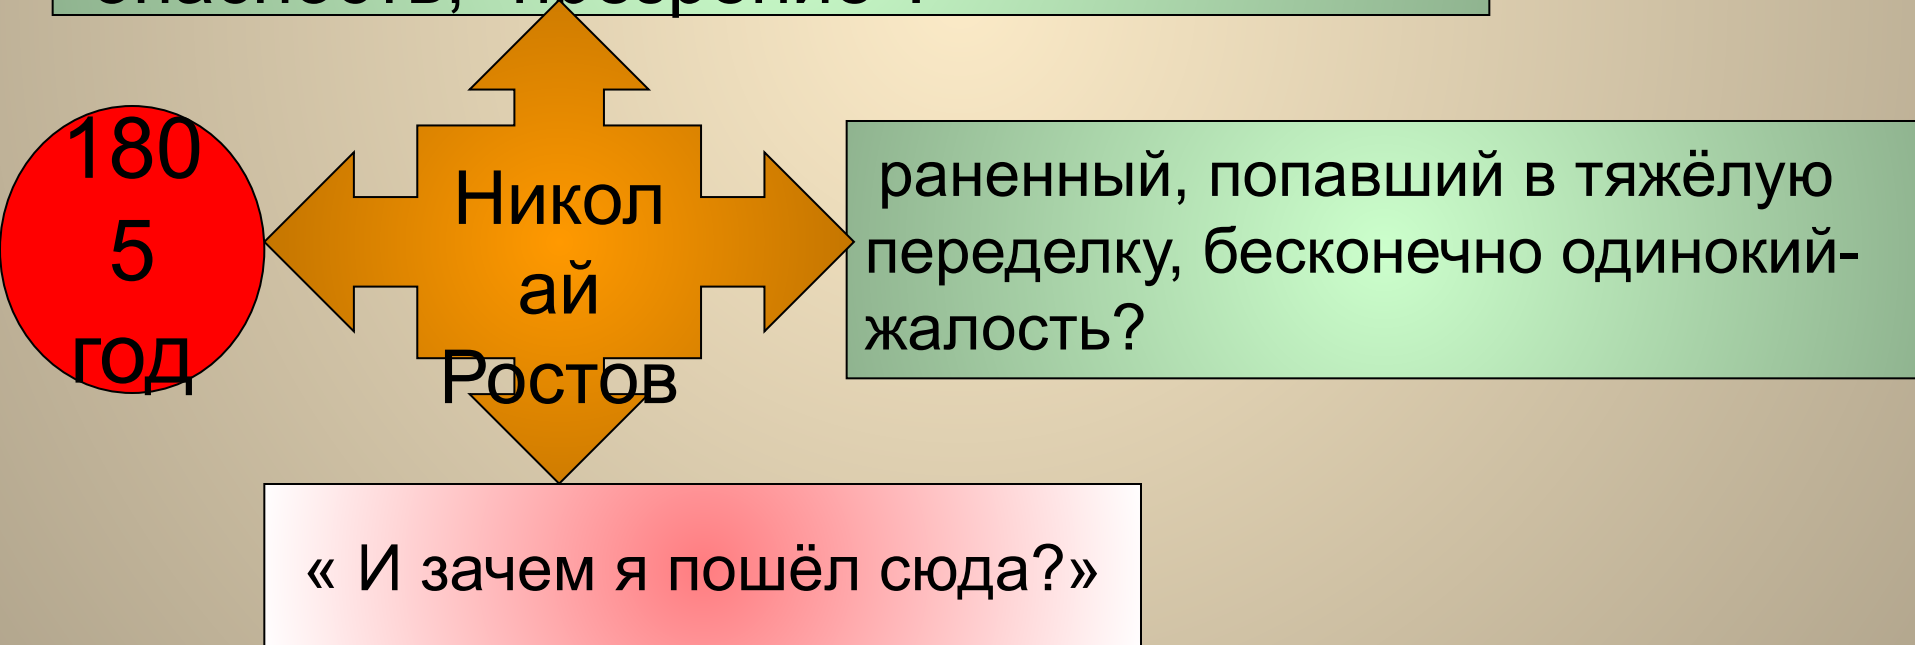 180
5
год
Никол
ай
Ростов
раненный, попавший в тяжёлую
переделку, бесконечно одинокий-
жалость?
« И зачем я пошёл сюда?»